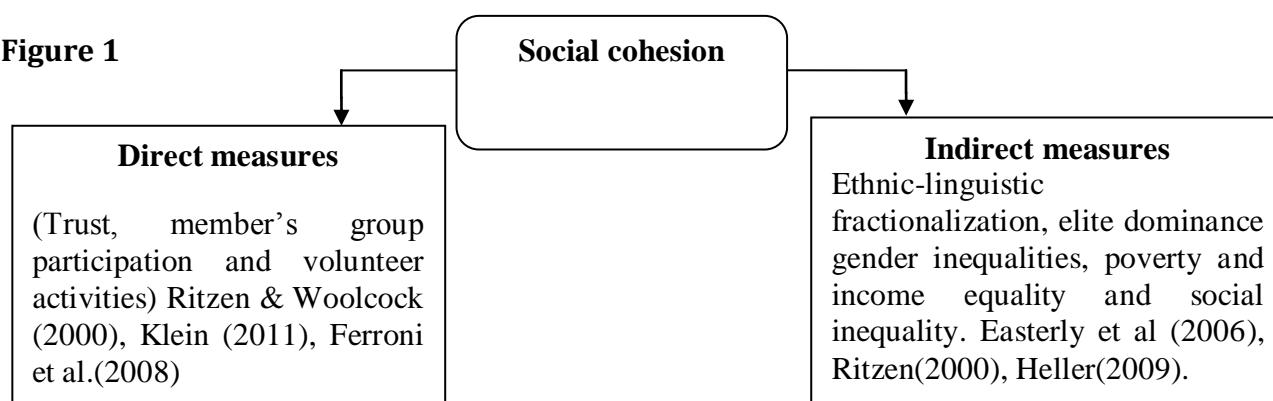 Figure 1
Social cohesion
Direct measures
(Trust, member’s group
participation and volunteer
activities) Ritzen & Woolcock
(2000), Klein (2011), Ferroni
et al.(2008)
Indirect measures
Ethnic-linguistic
fractionalization, elite dominance
gender inequalities, poverty and
income equality and social
inequality. Easterly et al (2006),
Ritzen(2000), Heller(2009).